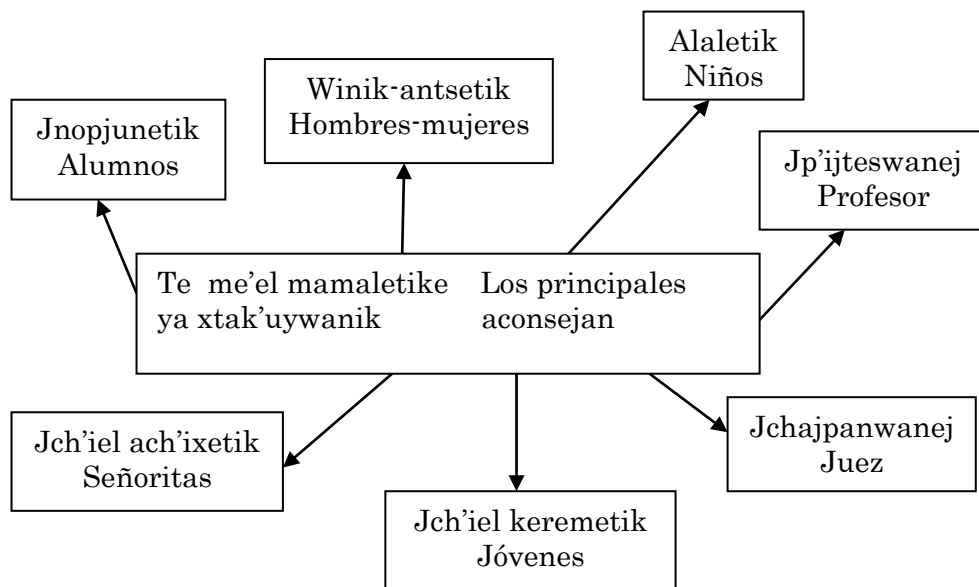 Alaletik
Niños
Winik-antsetik
Hombres-mujeres
Jnopjunetik
Alumnos
Jp’ijteswanej
Profesor
Te me’el mamaletike Los principales
ya xtak’uywanik aconsejan
Jch’iel ach’ixetik
Señoritas
Jchajpanwanej
Juez
Jch’iel keremetik
Jóvenes